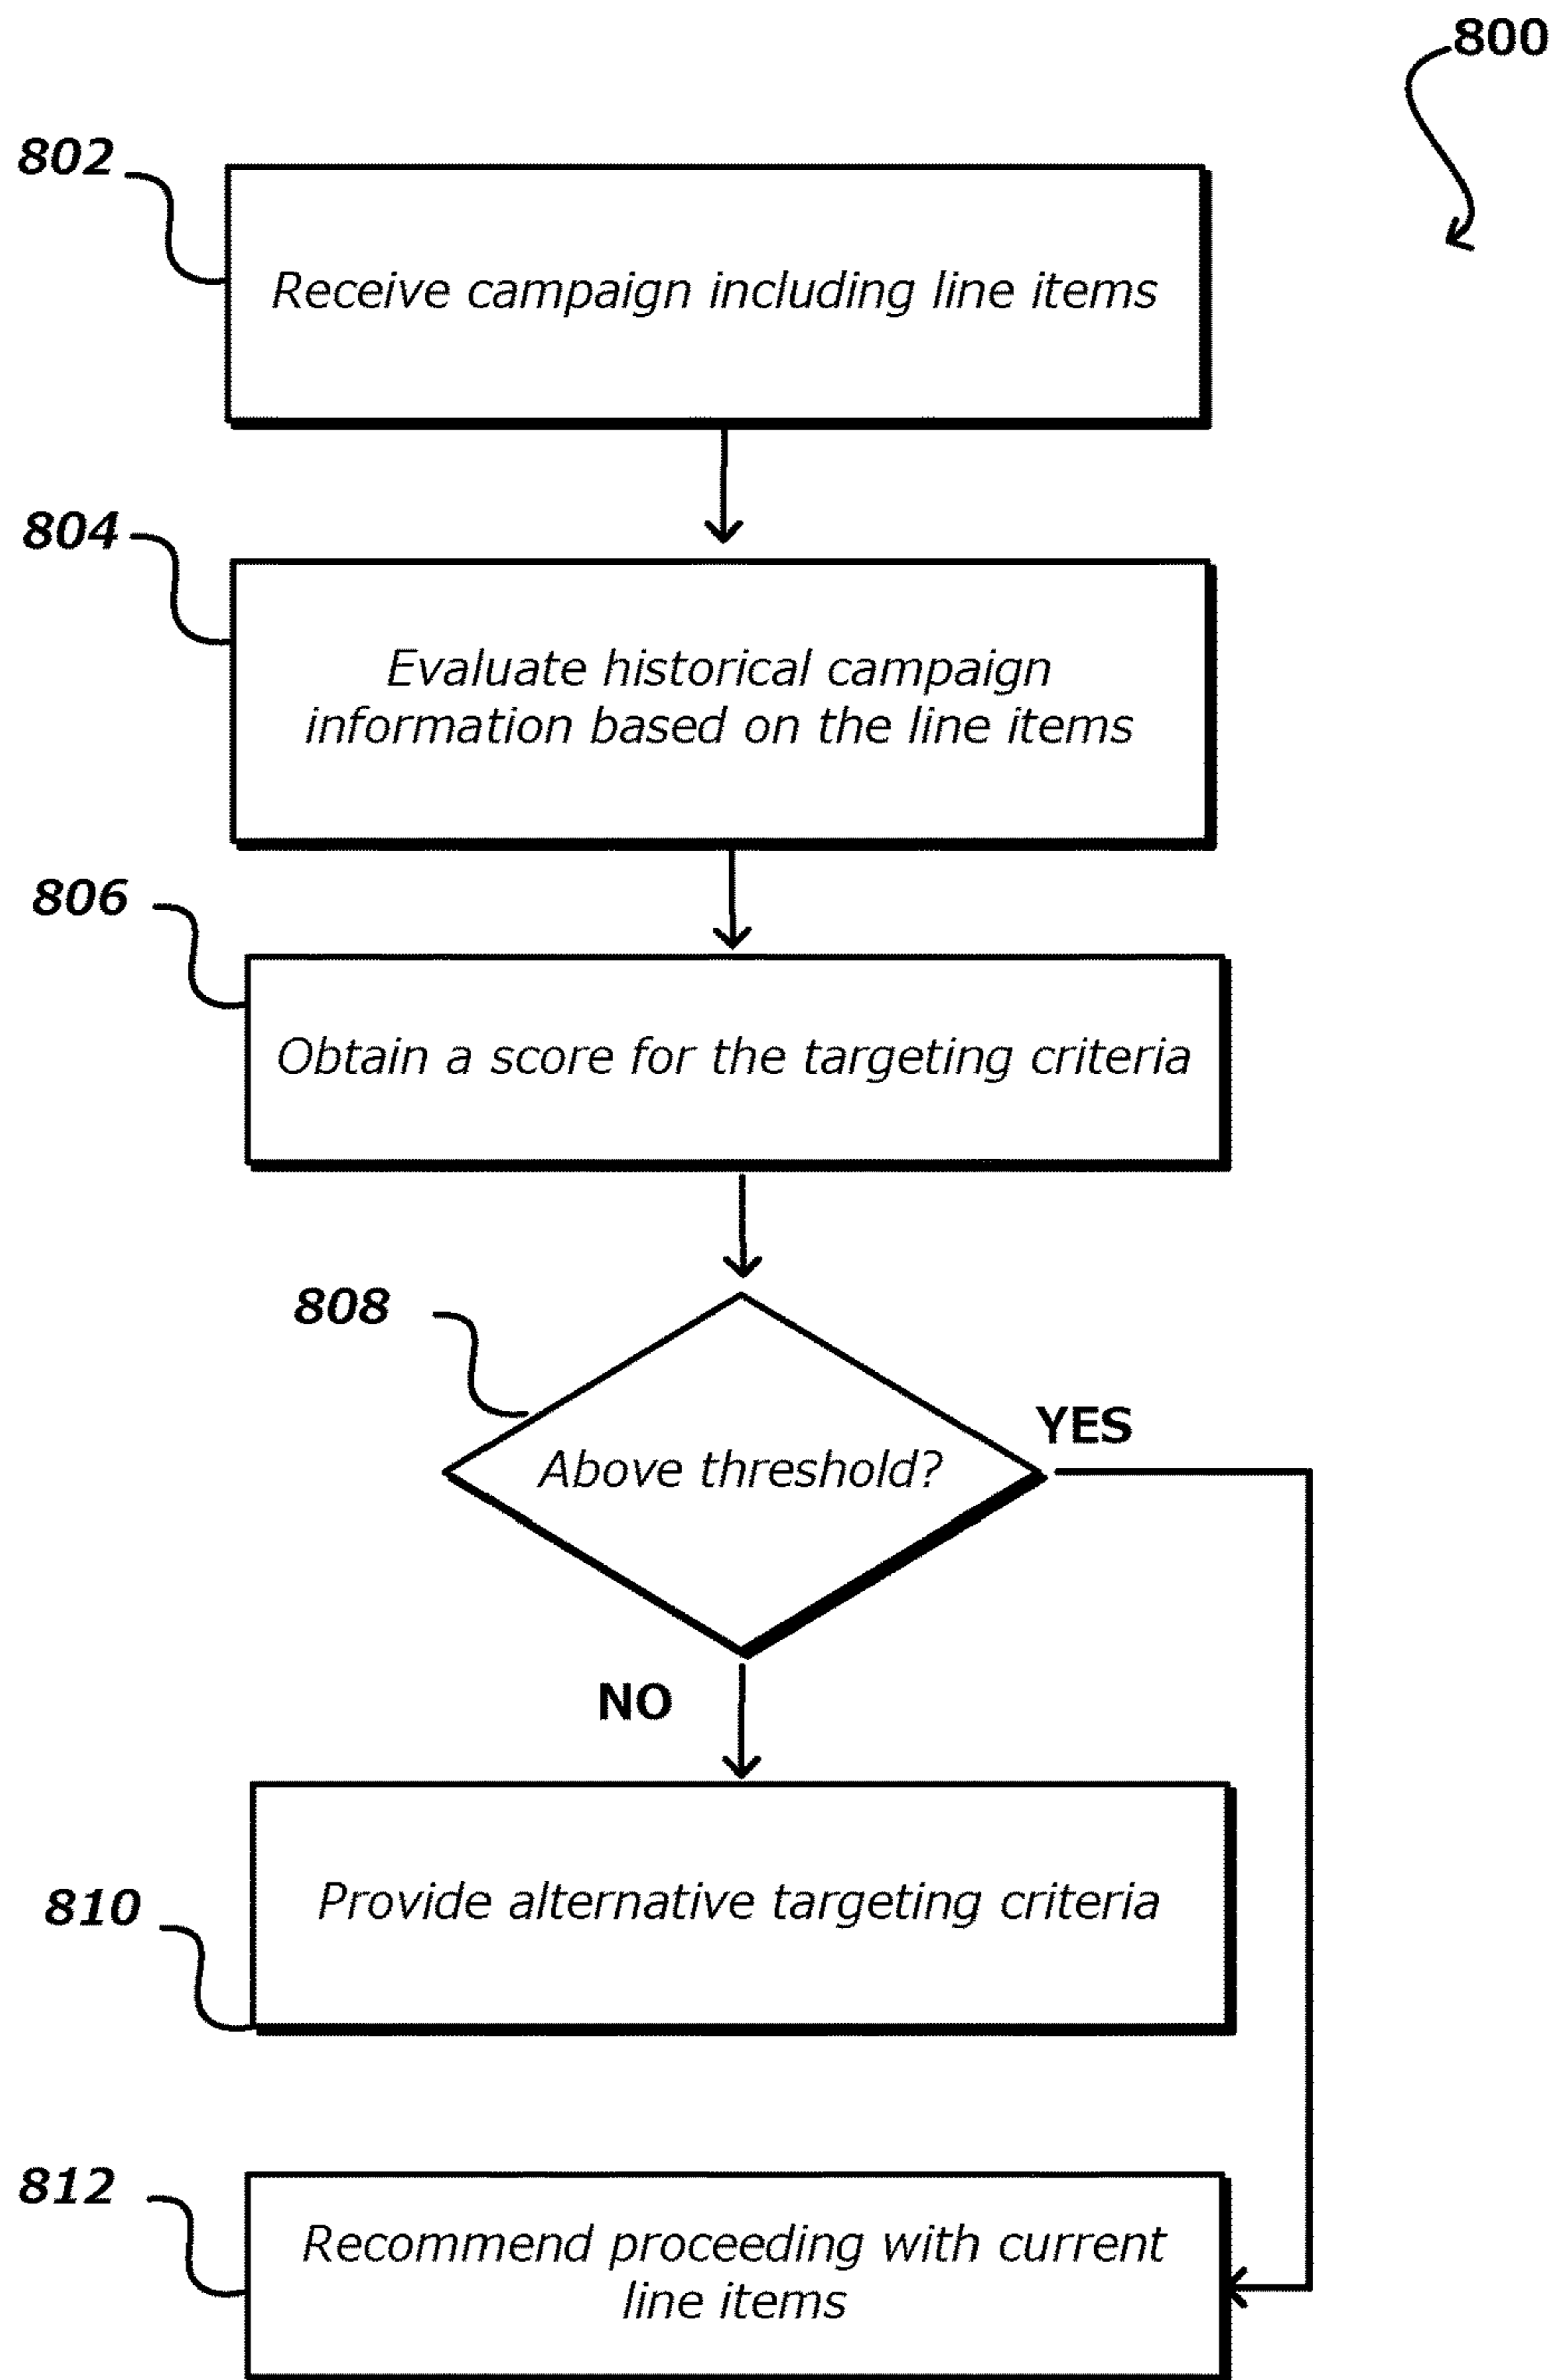 800
802
Receive campaign including line items
804
Evaluate historical campaign
information based on the line items
806
Obtain a score for the targeting criteria
808
Above threshold?
YES
NO
Provide alternative targeting criteria
810
812
Recommend proceeding with current
line items